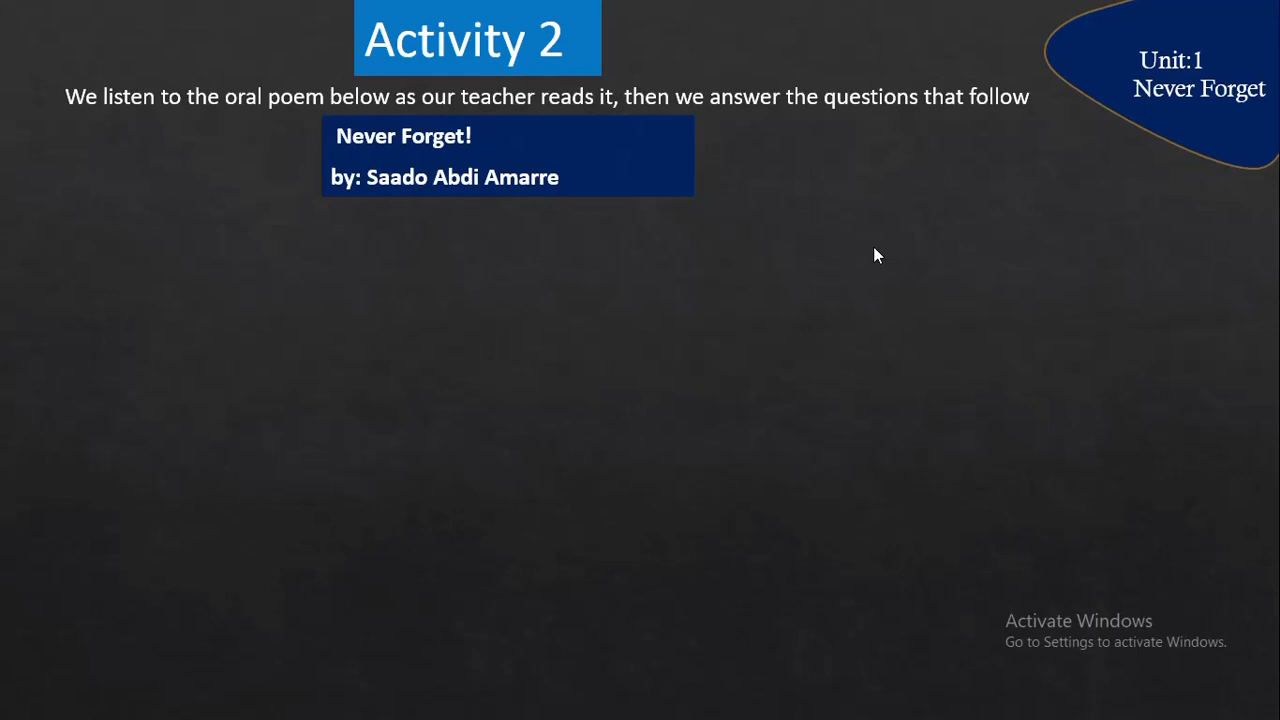 Activity 2
Unit:1
Never Forget
We listen to the oral poem below as our teacher reads it, then we answer the questions that follow
Never Forget!
by: Saado Abdi Amarre
Activate Windows
Go to Settings to activate Windows.